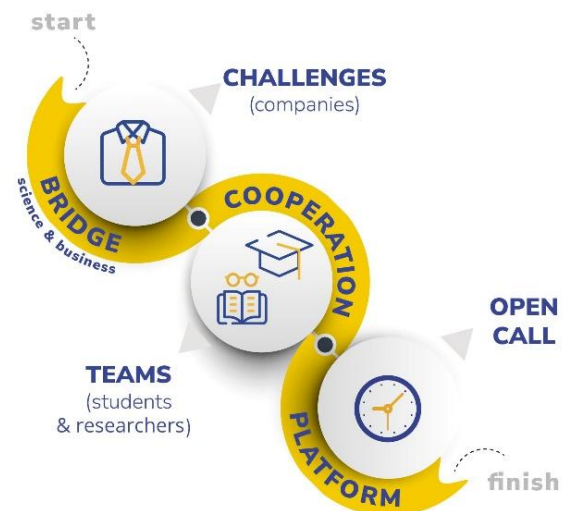 start
CHALLENGES
(companies)
BRIDGE
science & business
COOPERATION
TEAMS
(students
& researchers)
OPEN
CALL
PLATFORM
finish